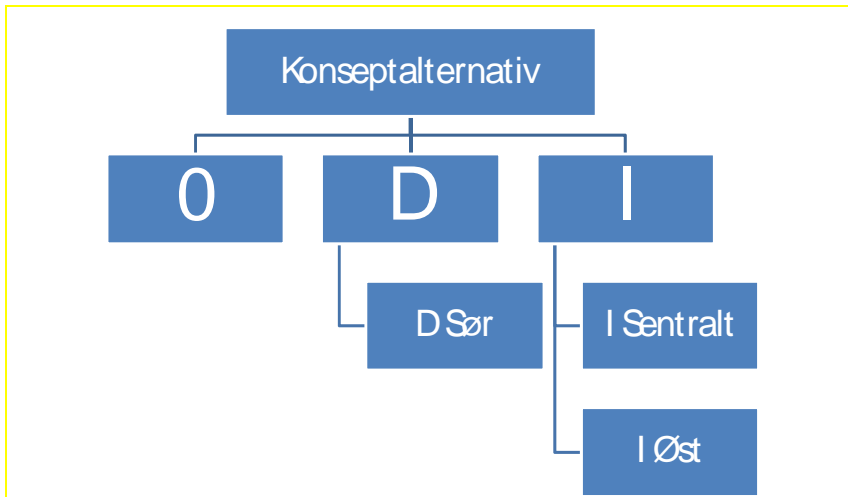 Konseptalternativ
0
D
I
D Sør
I Sentralt
I Øst